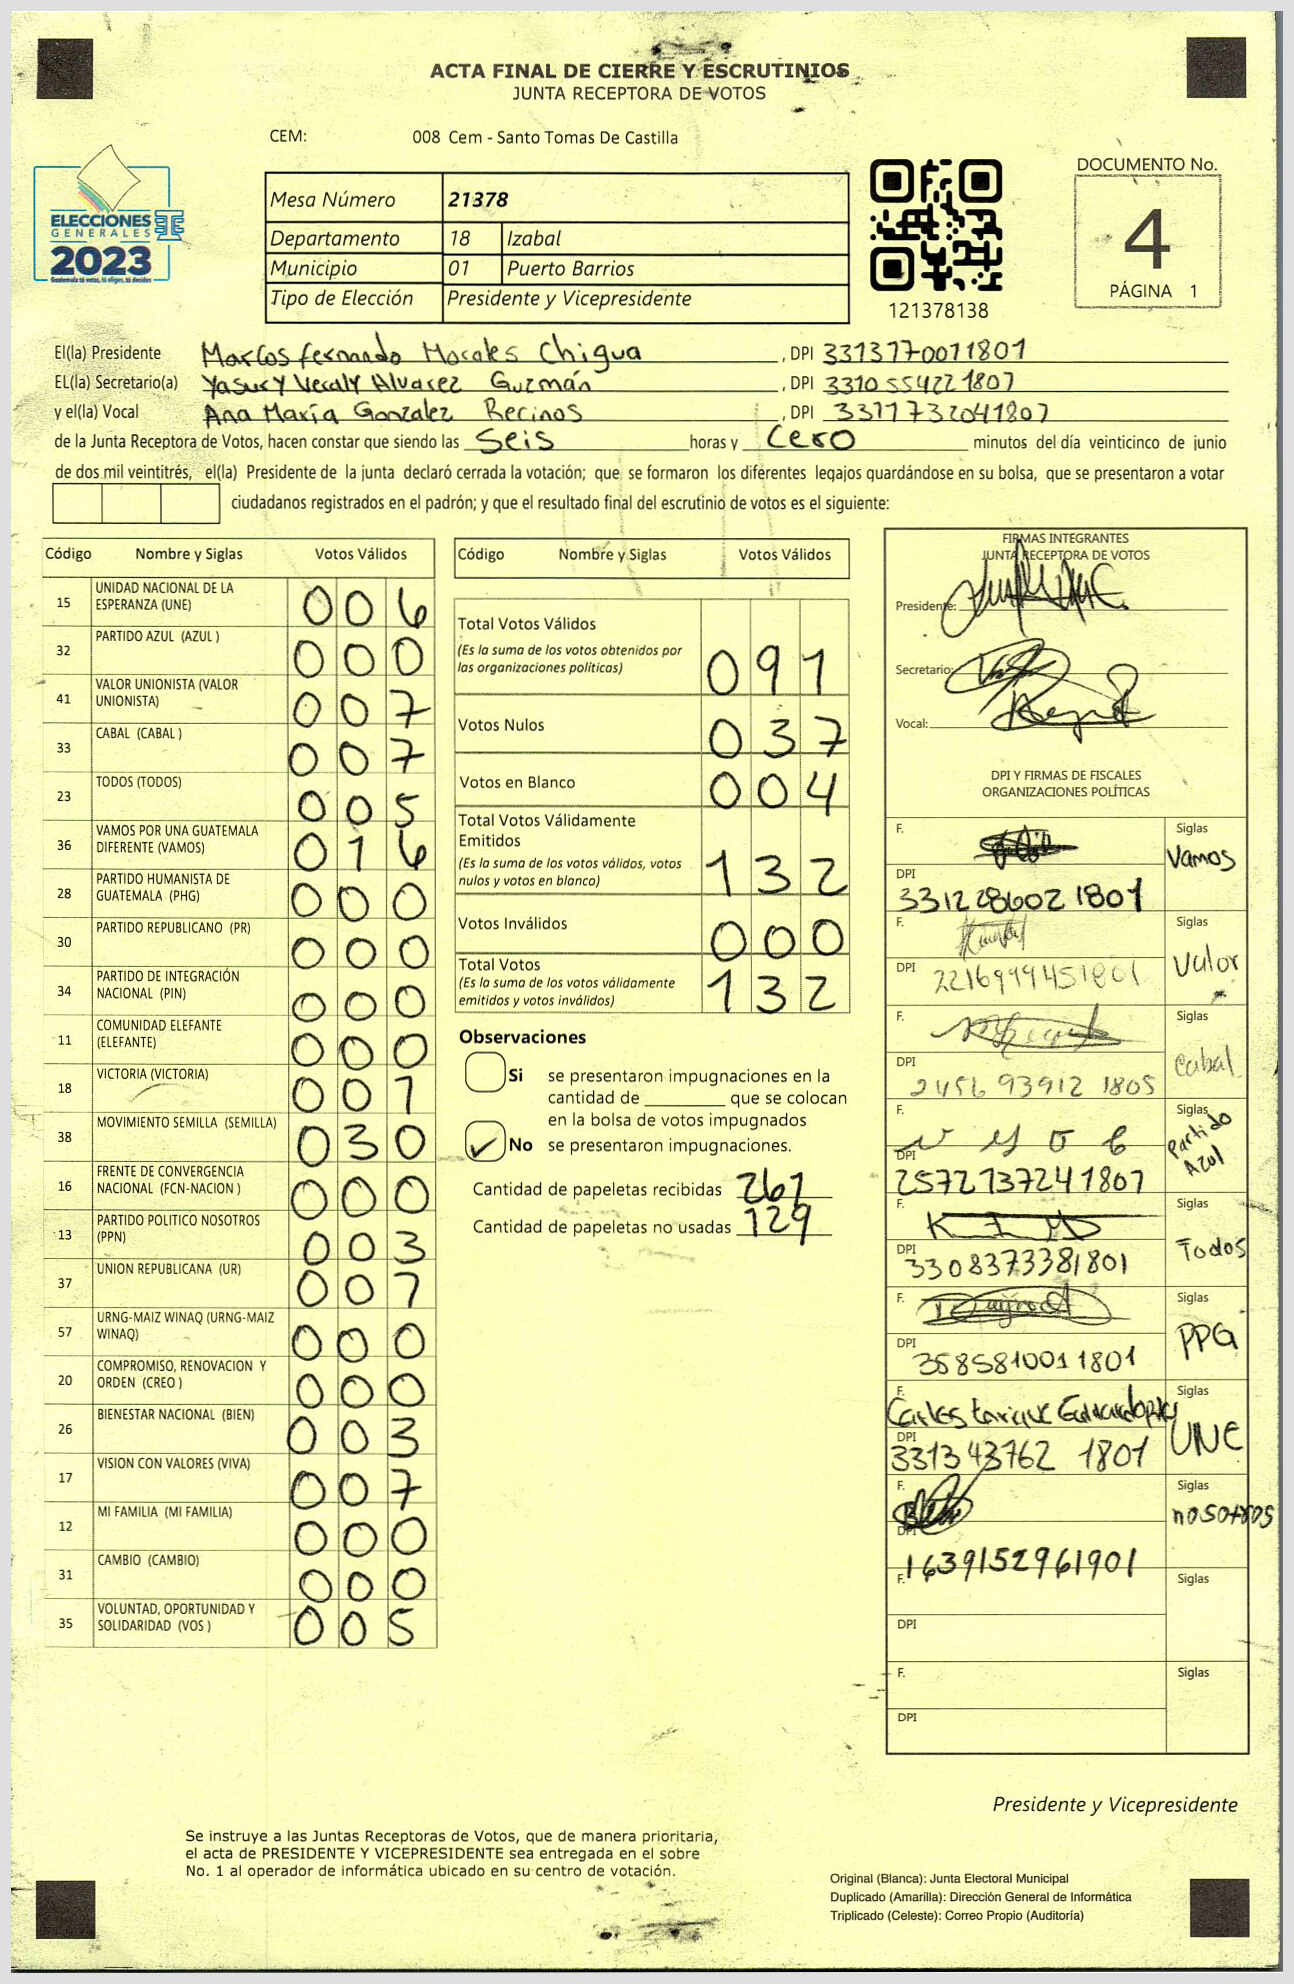 ACTA FINAL DE CIERRE Y ESCRUTINIOS
JUNTA RECEPTORA DE VOTOS
CEM: 008 Cem - Santo Tomas De Castilla
ELECCIONES
GENERALES
2023
Guatemala tú votas, tú eliges, tú decides
Mesa Número 21378
Departamento 18 Izabal
Municipio 01 Puerto Barrios
Tipo de Elección Presidente y Vicepresidente
121378138
DOCUMENTO No.
4
PÁGINA 1
El(la) Presidente Marcos fernando Morales Chigua , DPI 3313770011801
EL(la) Secretario(a) Alvarez Guzmán , DPI 3310554221807
y el(la) Vocal Ana María Gonzalez Recinos , DPI 3311732041807
de la Junta Receptora de Votos, hacen constar que siendo las Seis horas y Cero minutos del día veinticinco de junio
de dos mil veintitrés, el(la) Presidente de la junta declaró cerrada la votación; que se formaron los diferentes legajos guardándose en su bolsa, que se presentaron a votar
ciudadanos registrados en el padrón; y que el resultado final del escrutinio de votos es el siguiente:
Código Nombre y Siglas Votos Válidos
15 UNIDAD NACIONAL DE LA ESPERANZA (UNE) 006
32 PARTIDO AZUL (AZUL ) 000
41 VALOR UNIONISTA (VALOR UNIONISTA) 007
33 CABAL (CABAL ) 007
23 TODOS (TODOS) 005
36 VAMOS POR UNA GUATEMALA DIFERENTE (VAMOS) 016
28 PARTIDO HUMANISTA DE GUATEMALA (PHG) 000
30 PARTIDO REPUBLICANO (PR) 000
34 PARTIDO DE INTEGRACIÓN NACIONAL (PIN) 000
11 COMUNIDAD ELEFANTE (ELEFANTE) 000
18 VICTORIA (VICTORIA) 001
38 MOVIMIENTO SEMILLA (SEMILLA) 030
16 FRENTE DE CONVERGENCIA NACIONAL (FCN-NACION ) 000
13 PARTIDO POLITICO NOSOTROS (PPN) 003
37 UNION REPUBLICANA (UR) 001
57 URNG-MAIZ WINAQ (URNG-MAIZ WINAQ) 000
20 COMPROMISO, RENOVACION Y ORDEN (CREO ) 000
26 BIENESTAR NACIONAL (BIEN) 003
17 VISION CON VALORES (VIVA) 007
12 MI FAMILIA (MI FAMILIA) 000
31 CAMBIO (CAMBIO) 000
35 VOLUNTAD, OPORTUNIDAD Y SOLIDARIDAD (VOS ) 005
Código Nombre y Siglas Votos Válidos
Total Votos Válidos
(Es la suma de los votos obtenidos por
las organizaciones políticas) 091
Votos Nulos 037
Votos en Blanco 004
Total Votos Válidamente
Emitidos
(Es la suma de los votos válidos, votos
nulos y votos en blanco) 132
Votos Inválidos 000
Total Votos
(Es la suma de los votos válidamente
emitidos y votos inválidos) 132
Observaciones
Si se presentaron impugnaciones en la
cantidad de ________ que se colocan
en la bolsa de votos impugnados
No se presentaron impugnaciones.
Cantidad de papeletas recibidas 261
Cantidad de papeletas no usadas 129
FIRMAS INTEGRANTES
JUNTA RECEPTORA DE VOTOS
Presidente:
Secretario:
Vocal:
DPI Y FIRMAS DE FISCALES
ORGANIZACIONES POLÍTICAS
F. Siglas
Vamos
DPI
3312286021801
F. Siglas
Valor
DPI 2216999451801
F. Siglas
Cabal
DPI
2456939121805
F. Siglas
Partido
Azul
DPI
2572737241807
F. Siglas
Todos
DPI
3308373381801
F. Siglas
PPG
DPI
3585810011801
F. Siglas
Carlos Enrique
UNE
DPI
331343762 1801
F. Siglas
nosotros
DPI
1639152961901
F. Siglas
DPI
F. Siglas
DPI
Presidente y Vicepresidente
Se instruye a las Juntas Receptoras de Votos, que de manera prioritaria,
el acta de PRESIDENTE Y VICEPRESIDENTE sea entregada en el sobre
No. 1 al operador de informática ubicado en su centro de votación.
Original (Blanca): Junta Electoral Municipal
Duplicado (Amarilla): Dirección General de Informática
Triplicado (Celeste): Correo Propio (Auditoría)